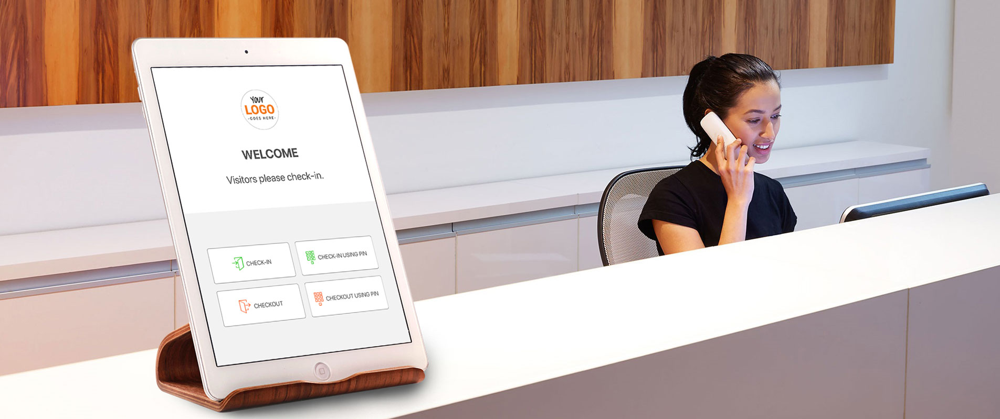 Your
LOGO
-GOES HERE-
WELCOME
Visitors please check-in.
CHECK-IN
CHECK-IN USING PIN
CHECKOUT
CHECKOUT USING PIN